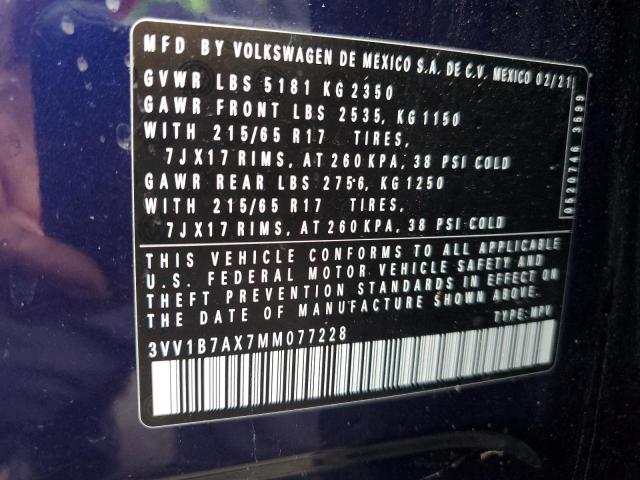 MFD BY VOLKSWAGEN DE MEXICO S.A. DE C.V. MEXICO 02/21
GVWR LBS 5181 KG 2350
GAWR FRONT LBS 2535, KG 1150
WITH 215/65 R17 TIRES,
7JX17 RIMS, AT 260 KPA, 38 PSI COLD
GAWR REAR LBS 2756, KG 1250
WITH 215/65 R17 TIRES,
7JX17 RIMS, AT 260 KPA, 38 PSI COLD
0520746 3599
THIS VEHICLE CONFORMS TO ALL APPLICABLE
U.S. FEDERAL MOTOR VEHICLE SAFETY AND
THEFT PREVENTION STANDARDS IN EFFECT ON
THE DATE OF MANUFACTURE SHOWN ABOVE.
TYPE: MPV
3VV1B7AX7MM077228